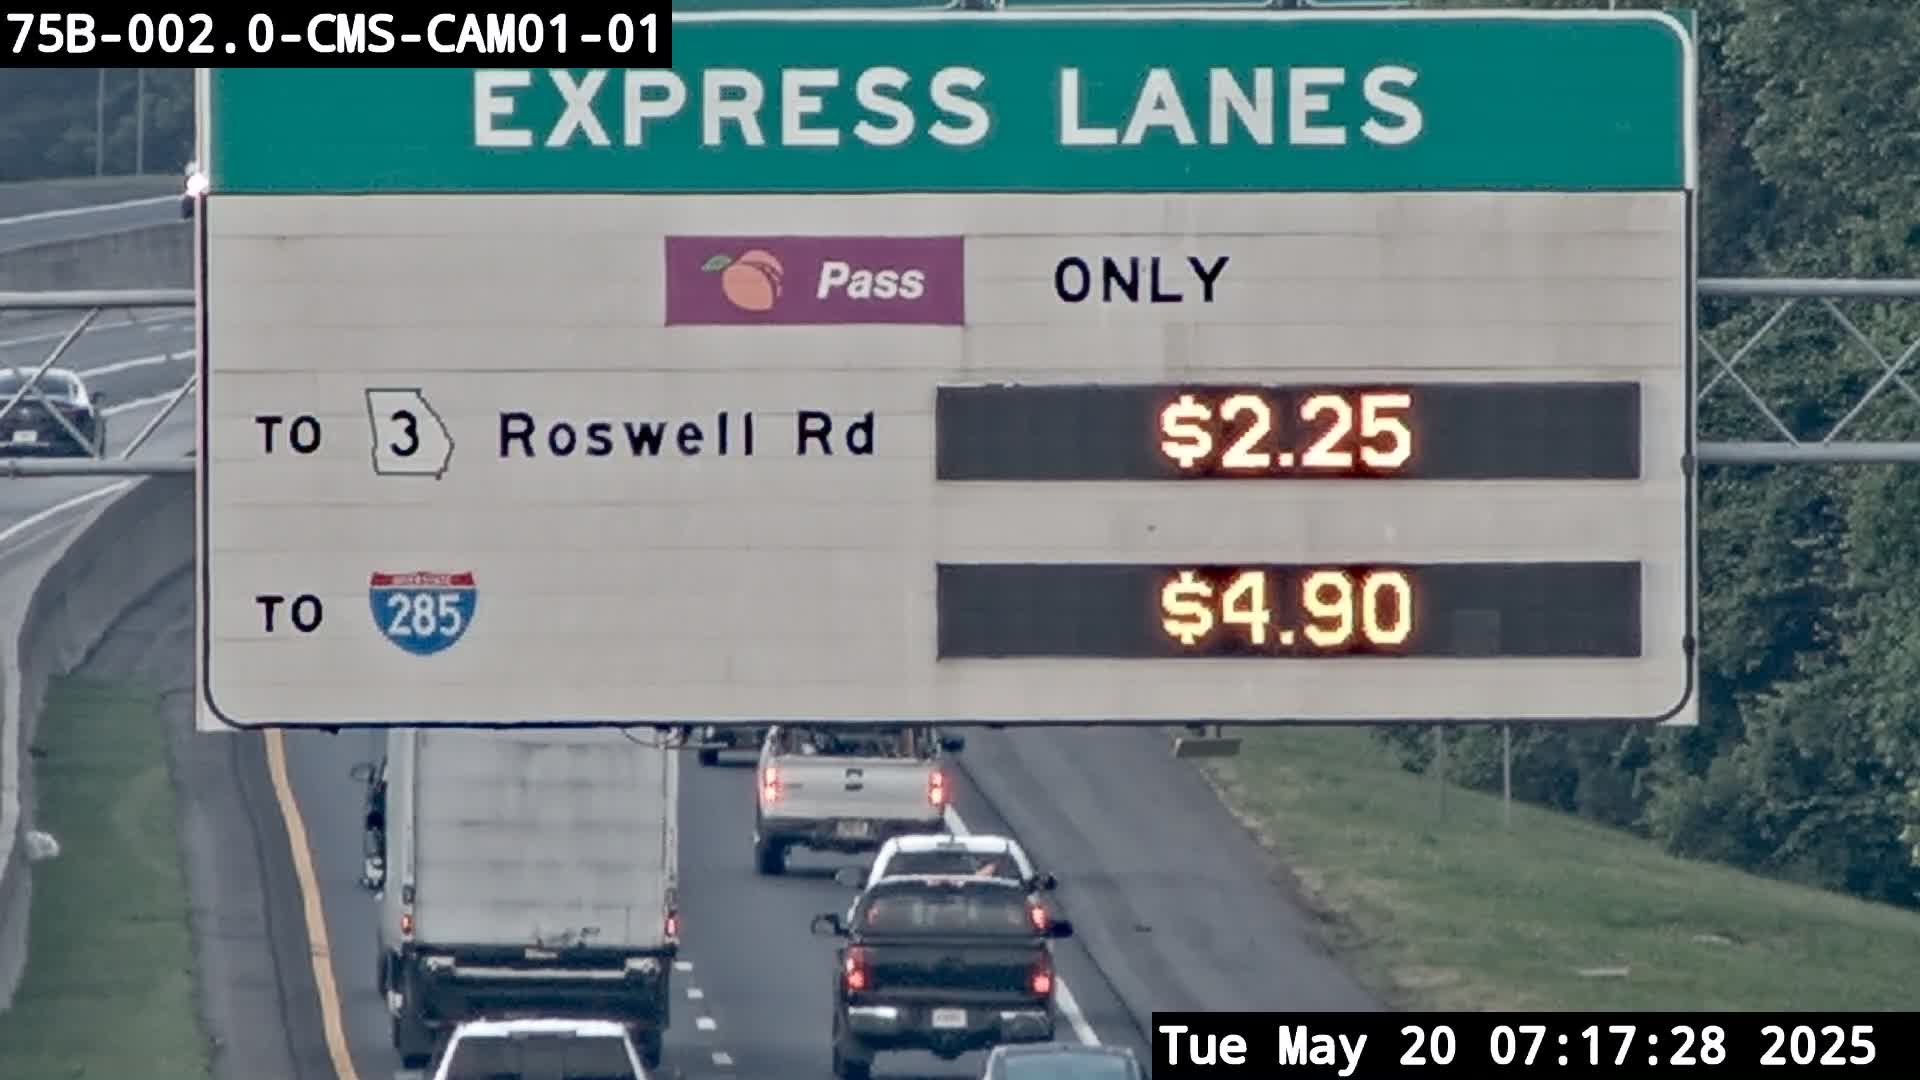 75B-002.0-CMS-CAM01-01
EXPRESS LANES
Pass ONLY
TO 3 Roswell Rd $2.25
TO INTERSTATE 285 $4.90
Tue May 20 07:17:28 2025